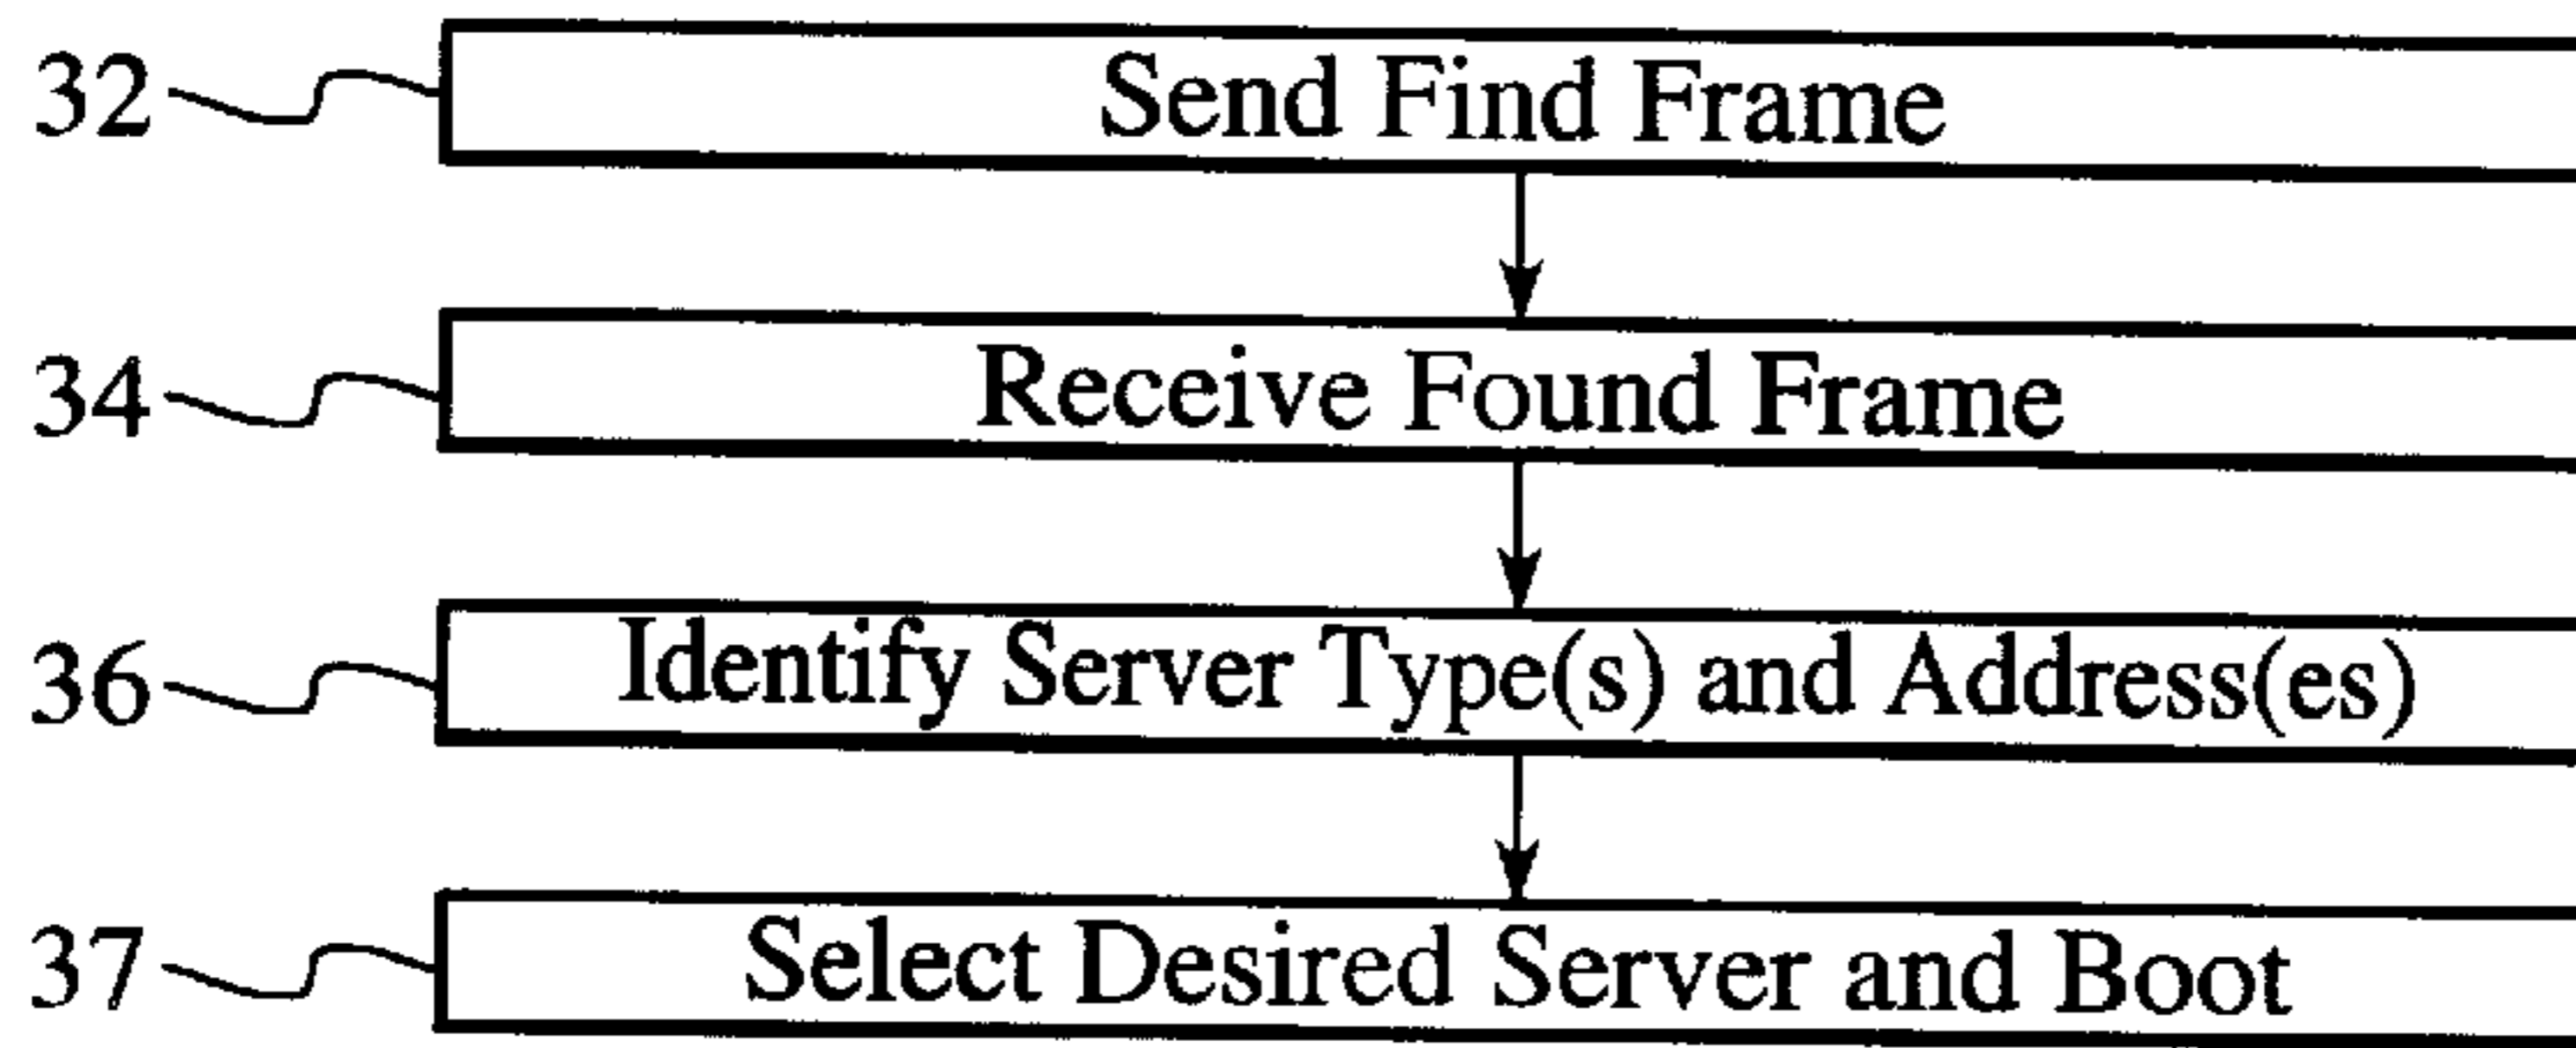 32 Send Find Frame
34 Receive Found Frame
36 Identify Server Type(s) and Address(es)
37 Select Desired Server and Boot